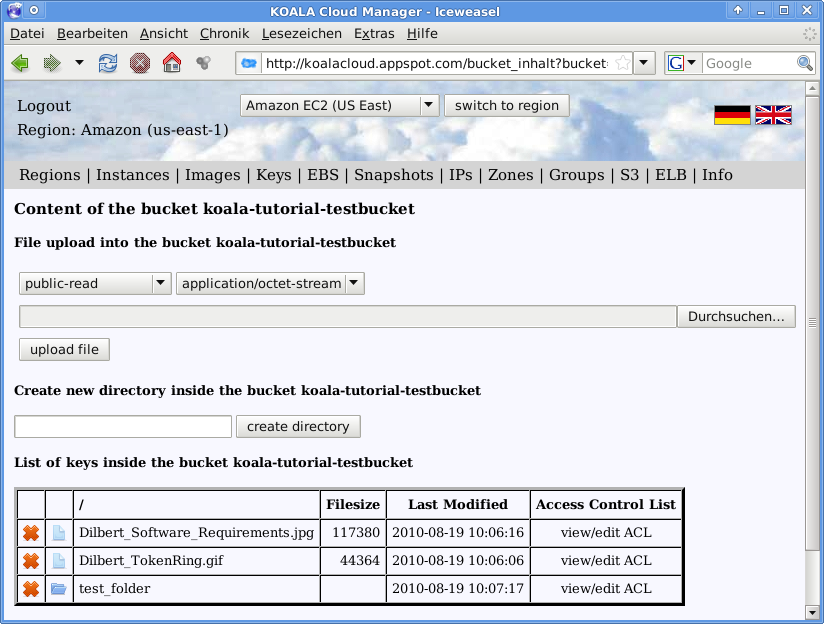 KOALA Cloud Manager - Iceweasel
Datei Bearbeiten Ansicht Chronik Lesezeichen Extras Hilfe
http://koalacloud.appspot.com/bucket_inhalt?bucket G Google
Logout Amazon EC2 (US East) switch to region
Region: Amazon (us-east-1)
Regions | Instances | Images | Keys | EBS | Snapshots | IPs | Zones | Groups | S3 | ELB | Info
Content of the bucket koala-tutorial-testbucket
File upload into the bucket koala-tutorial-testbucket
public-read application/octet-stream
Durchsuchen...
upload file
Create new directory inside the bucket koala-tutorial-testbucket
create directory
List of keys inside the bucket koala-tutorial-testbucket
/ Filesize Last Modified Access Control List
Dilbert_Software_Requirements.jpg 117380 2010-08-19 10:06:16 view/edit ACL
Dilbert_TokenRing.gif 44364 2010-08-19 10:06:06 view/edit ACL
test_folder 2010-08-19 10:07:17 view/edit ACL